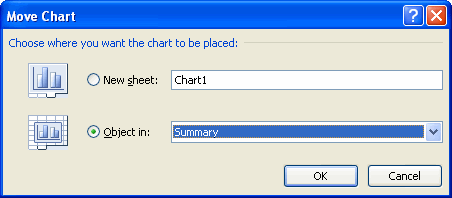 Move Chart
Choose where you want the chart to be placed:
New sheet: Chart1
Object in: Summary
OK Cancel